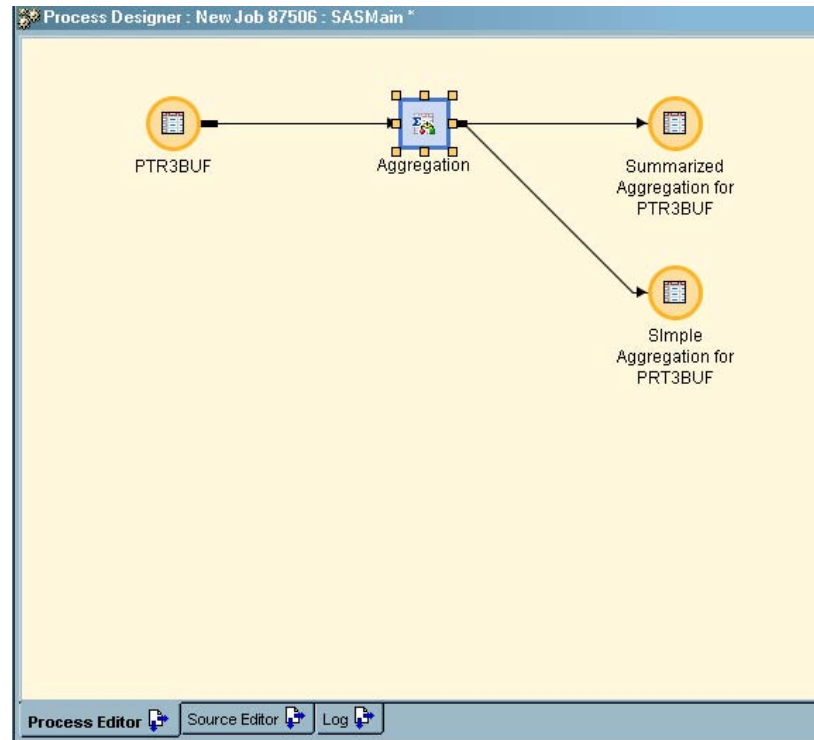 Process Designer : New Job 87506 : SASMain *
PTR3BUF
Aggregation
Summarized
Aggregation for
PTR3BUF
SImple
Aggregation for
PRT3BUF
Process Editor
Source Editor
Log